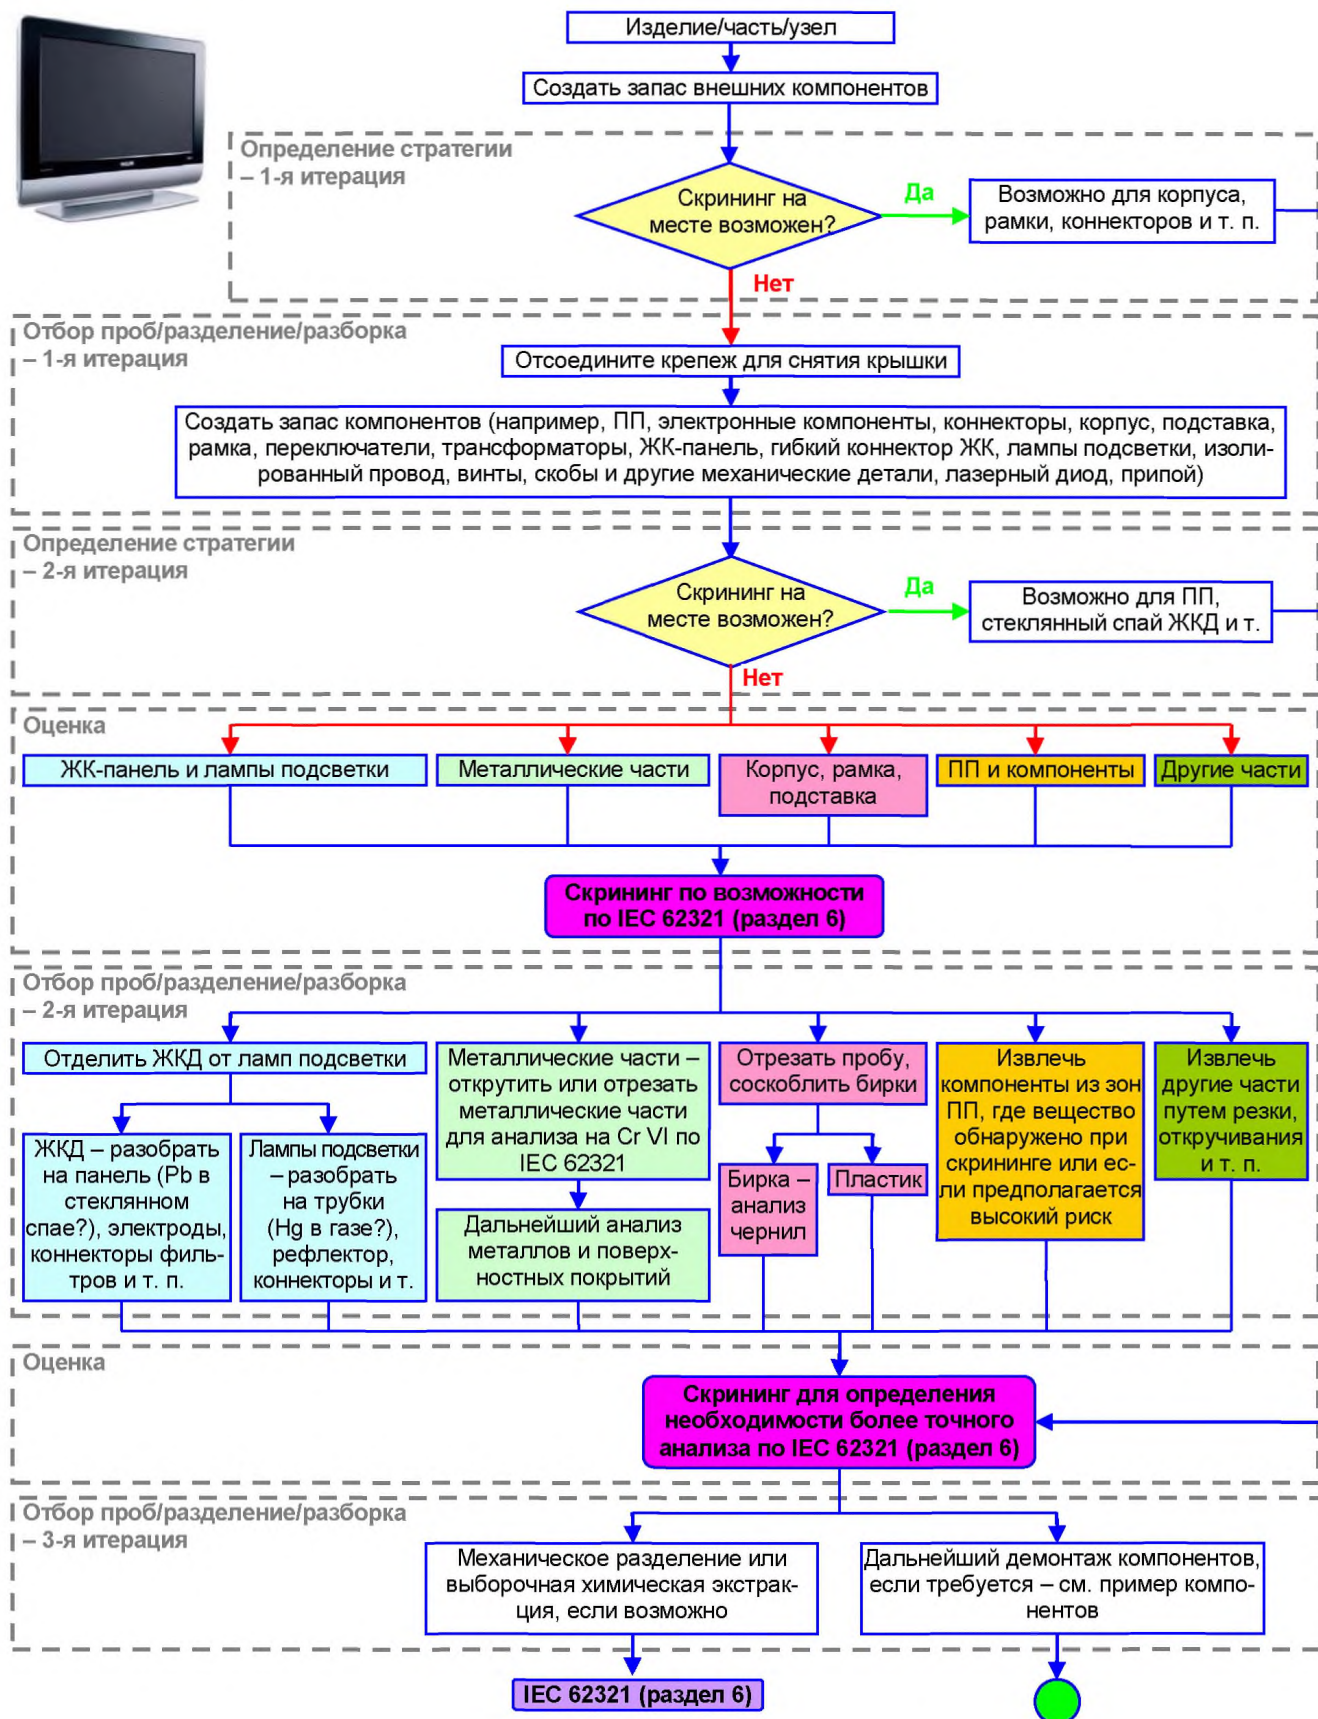 Изделие/часть/узел
Создать запас внешних компонентов
Определение стратегии
– 1-я итерация
Скрининг на
месте возможен?
Да
Возможно для корпуса,
рамки, коннекторов и т. п.
Нет
Отбор проб/разделение/разборка
– 1-я итерация
Отсоедините крепеж для снятия крышки
Создать запас компонентов (например, ПП, электронные компоненты, коннекторы, корпус, подставка,
рамка, переключатели, трансформаторы, ЖК-панель, гибкий коннектор ЖК, лампы подсветки, изоли-
рованный провод, винты, скобы и другие механические детали, лазерный диод, припой)
Определение стратегии
– 2-я итерация
Скрининг на
месте возможен?
Да
Возможно для ПП,
стеклянный спай ЖКД и т.
Нет
Оценка
ЖК-панель и лампы подсветки
Металлические части
Корпус, рамка,
подставка
ПП и компоненты
Другие части
Скрининг по возможности
по IEC 62321 (раздел 6)
Отбор проб/разделение/разборка
– 2-я итерация
Отделить ЖКД от ламп подсветки
ЖКД – разобрать
на панель (Pb в
стеклянном
спае?), электроды,
коннекторы филь-
тров и т. п.
Лампы подсветки
– разобрать
на трубки
(Hg в газе?),
рефлектор,
коннекторы и т.
Металлические части –
открутить или отрезать
металлические части
для анализа на Cr VI по
IEC 62321
Дальнейший анализ
металлов и поверх-
ностных покрытий
Отрезать пробу,
соскоблить бирки
Бирка –
анализ
чернил
Пластик
Извлечь
компоненты из зон
ПП, где вещество
обнаружено при
скрининге или ес-
ли предполагается
высокий риск
Извлечь
другие части
путем резки,
откручивания
и т. п.
Оценка
Скрининг для определения
необходимости более точного
анализа по IEC 62321 (раздел 6)
Отбор проб/разделение/разборка
– 3-я итерация
Механическое разделение или
выборочная химическая экстрак-
ция, если возможно
Дальнейший демонтаж компонентов,
если требуется – см. пример компо-
нентов
IEC 62321 (раздел 6)